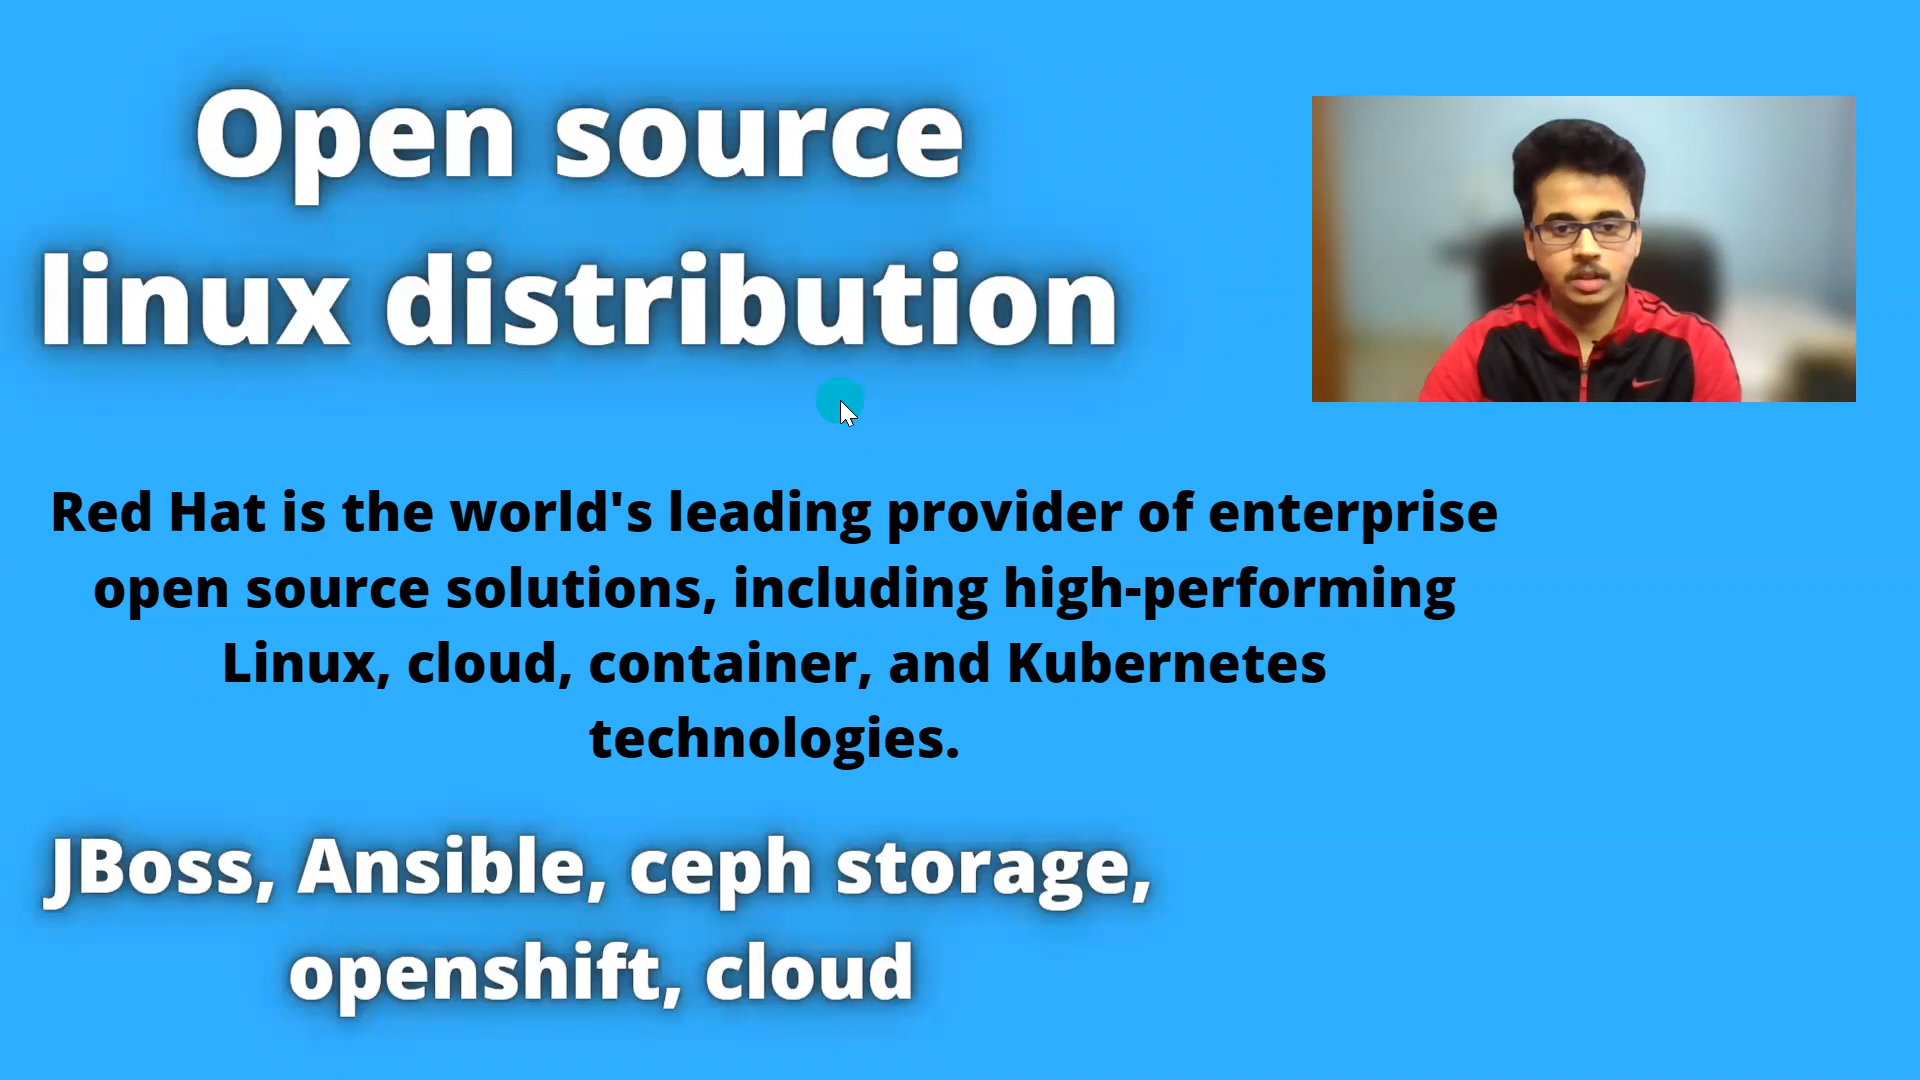 Open source
linux distribution
Red Hat is the world's leading provider of enterprise
open source solutions, including high-performing
Linux, cloud, container, and Kubernetes
technologies.
JBoss, Ansible, ceph storage,
openshift, cloud